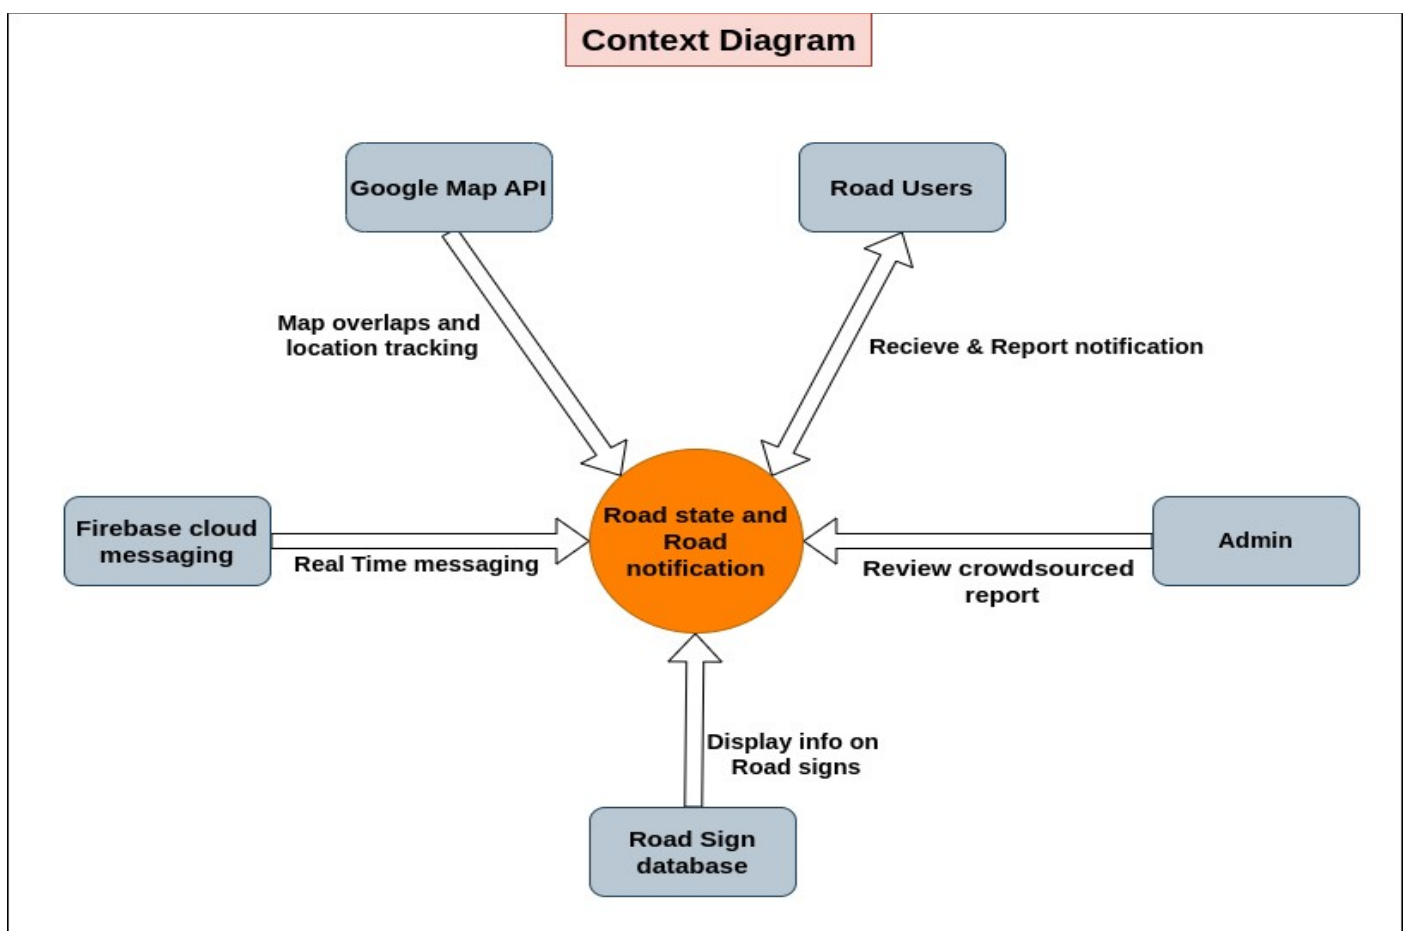 Context Diagram
Google Map API
Road Users
Map overlaps and
location tracking
Recieve & Report notification
Firebase cloud
messaging
Real Time messaging
Road state and
Road
notification
Admin
Review crowdsourced
report
Display info on
Road signs
Road Sign
database